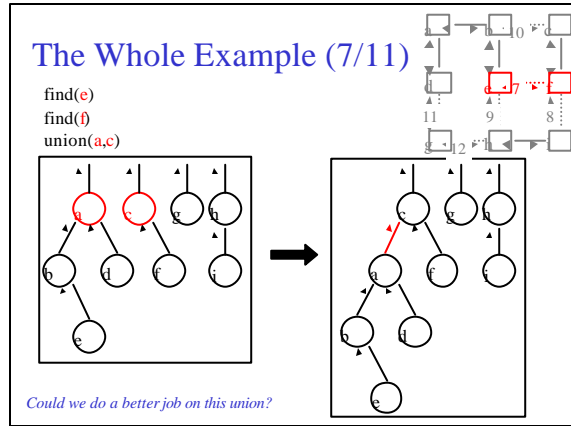 The Whole Example (7/11)
a b 10 c
d e 7 f
11 9 8
g 12 h i
find(e)
find(f)
union(a,c)
a c g h
b d f i
e
c g h
a f i
b d
e
Could we do a better job on this union?